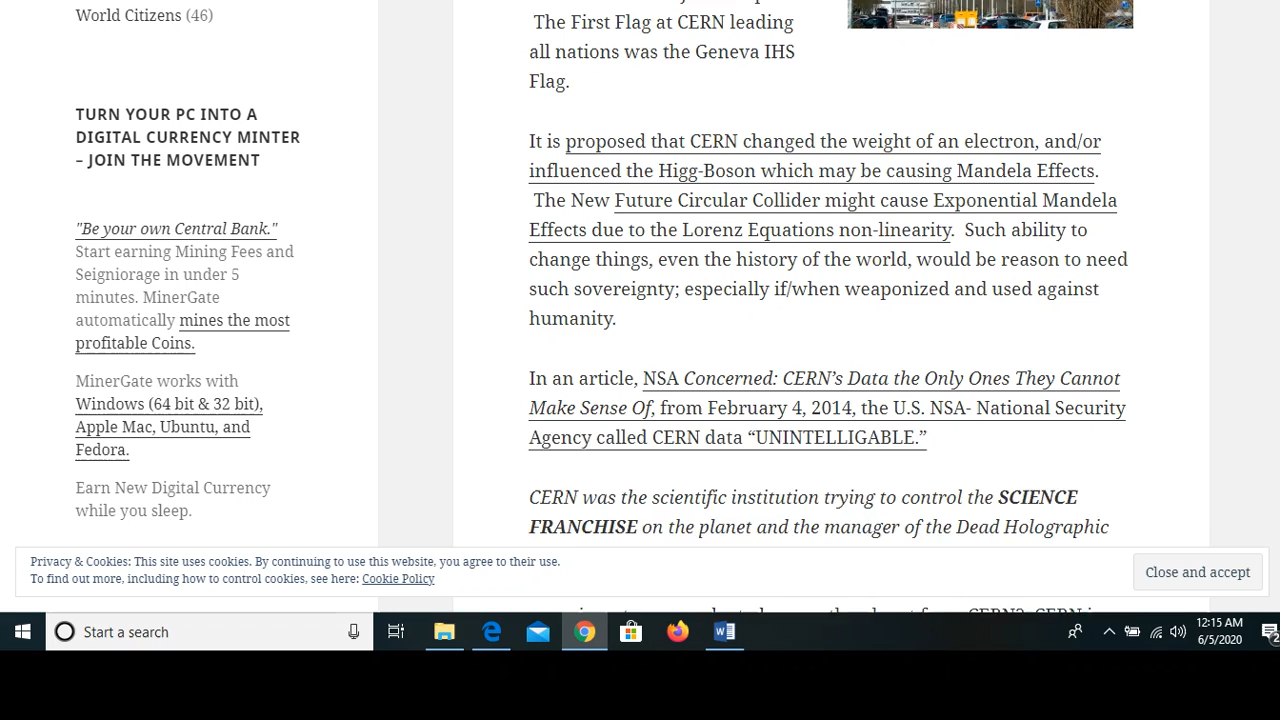 World Citizens (46)
TURN YOUR PC INTO A
DIGITAL CURRENCY MINTER
– JOIN THE MOVEMENT
"Be your own Central Bank."
Start earning Mining Fees and
Seigniorage in under 5
minutes. MinerGate
automatically mines the most
profitable Coins.
MinerGate works with
Windows (64 bit & 32 bit),
Apple Mac, Ubuntu, and
Fedora.
Earn New Digital Currency
while you sleep.
The First Flag at CERN leading
all nations was the Geneva IHS
Flag.
It is proposed that CERN changed the weight of an electron, and/or
influenced the Higg-Boson which may be causing Mandela Effects.
The New Future Circular Collider might cause Exponential Mandela
Effects due to the Lorenz Equations non-linearity. Such ability to
change things, even the history of the world, would be reason to need
such sovereignty; especially if/when weaponized and used against
humanity.
In an article, NSA Concerned: CERN’s Data the Only Ones They Cannot
Make Sense Of, from February 4, 2014, the U.S. NSA- National Security
Agency called CERN data “UNINTELLIGABLE.”
CERN was the scientific institution trying to control the SCIENCE
FRANCHISE on the planet and the manager of the Dead Holographic
Privacy & Cookies: This site uses cookies. By continuing to use this website, you agree to their use.
To find out more, including how to control cookies, see here: Cookie Policy
Close and accept
Start a search
12:15 AM
6/5/2020
2